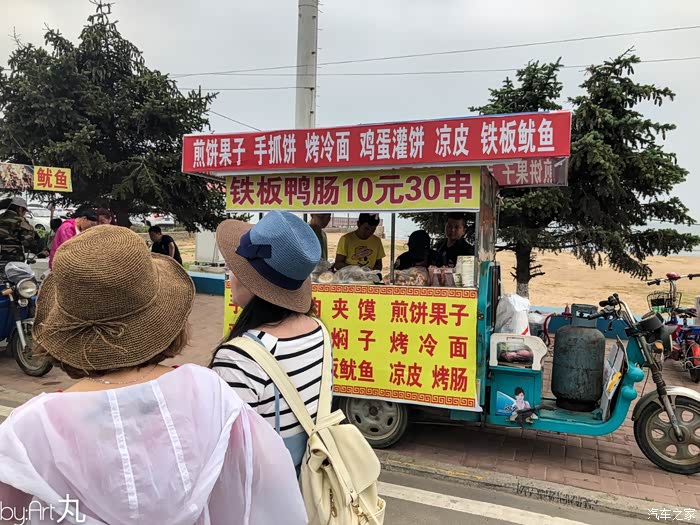 煎饼果子 手抓饼 烤冷面 鸡蛋灌饼 凉皮 铁板鱿鱼
铁板鸭肠10元30串
鱿鱼
肉夹馍 煎饼果子
焖子 烤冷面
板鱿鱼 凉皮 烤肠
by:Art丸
汽车之家